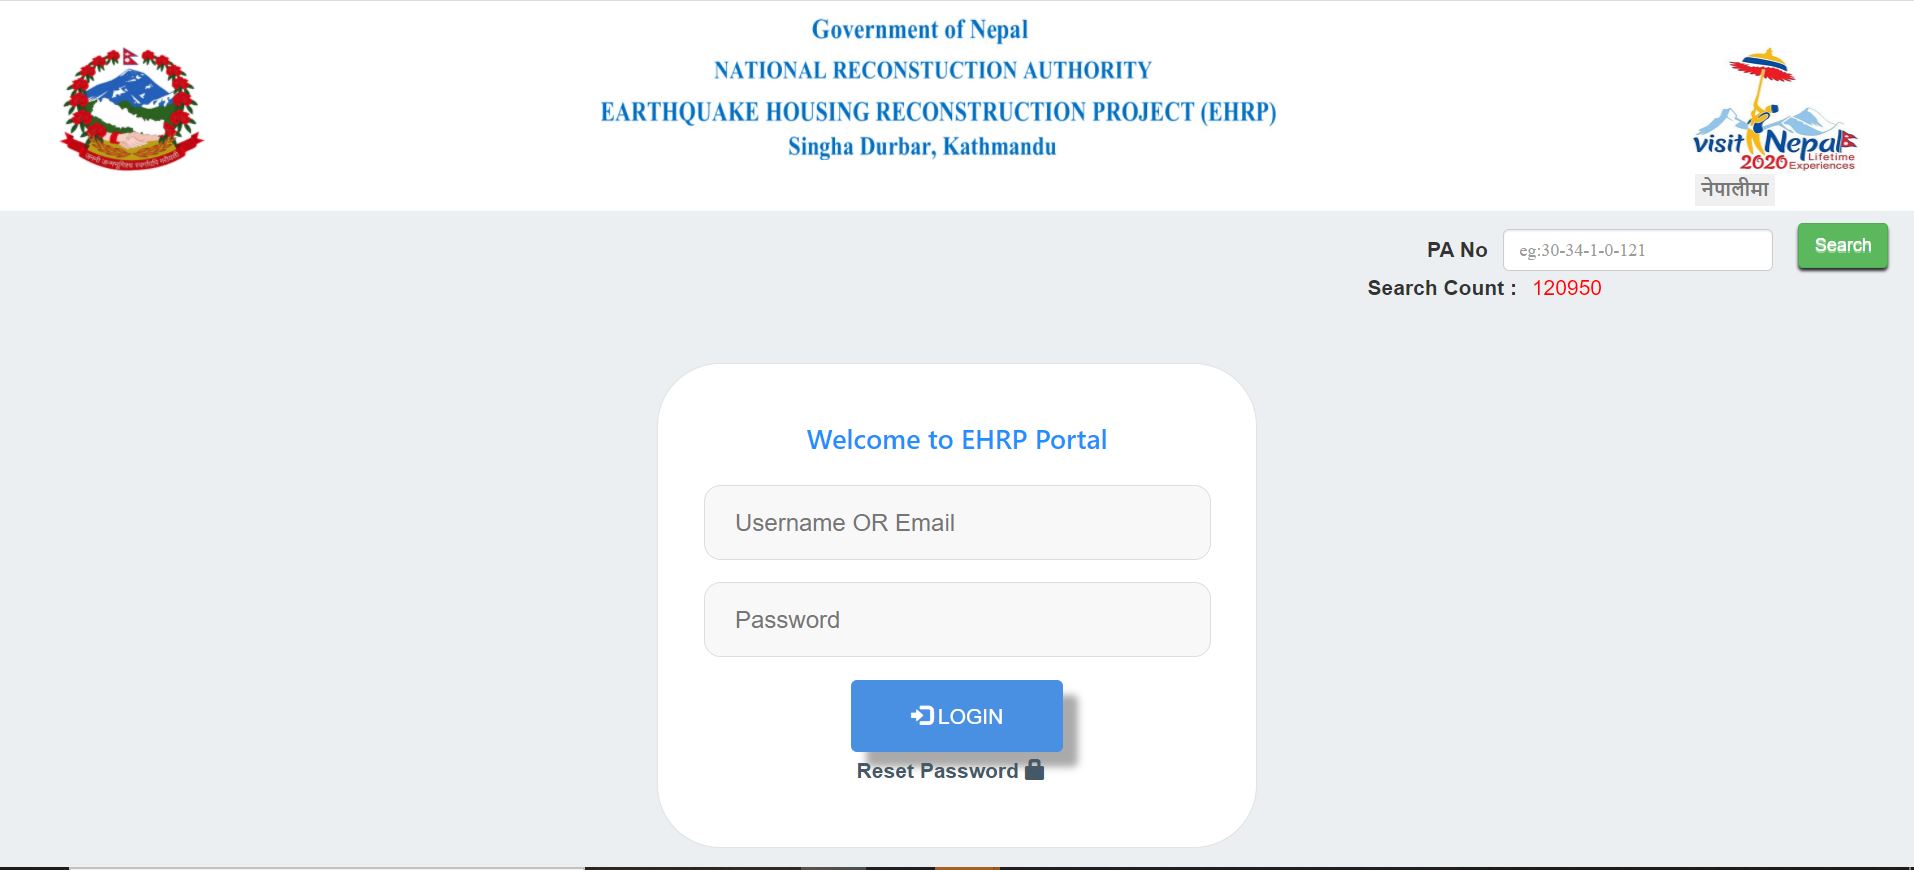 Government of Nepal
NATIONAL RECONSTUCTION AUTHORITY
EARTHQUAKE HOUSING RECONSTRUCTION PROJECT (EHRP)
Singha Durbar, Kathmandu
visit Nepal
2020 Lifetime
Experiences
नेपालीमा
PA No eg:30-34-1-0-121 Search
Search Count : 120950
Welcome to EHRP Portal
Username OR Email
Password
LOGIN
Reset Password